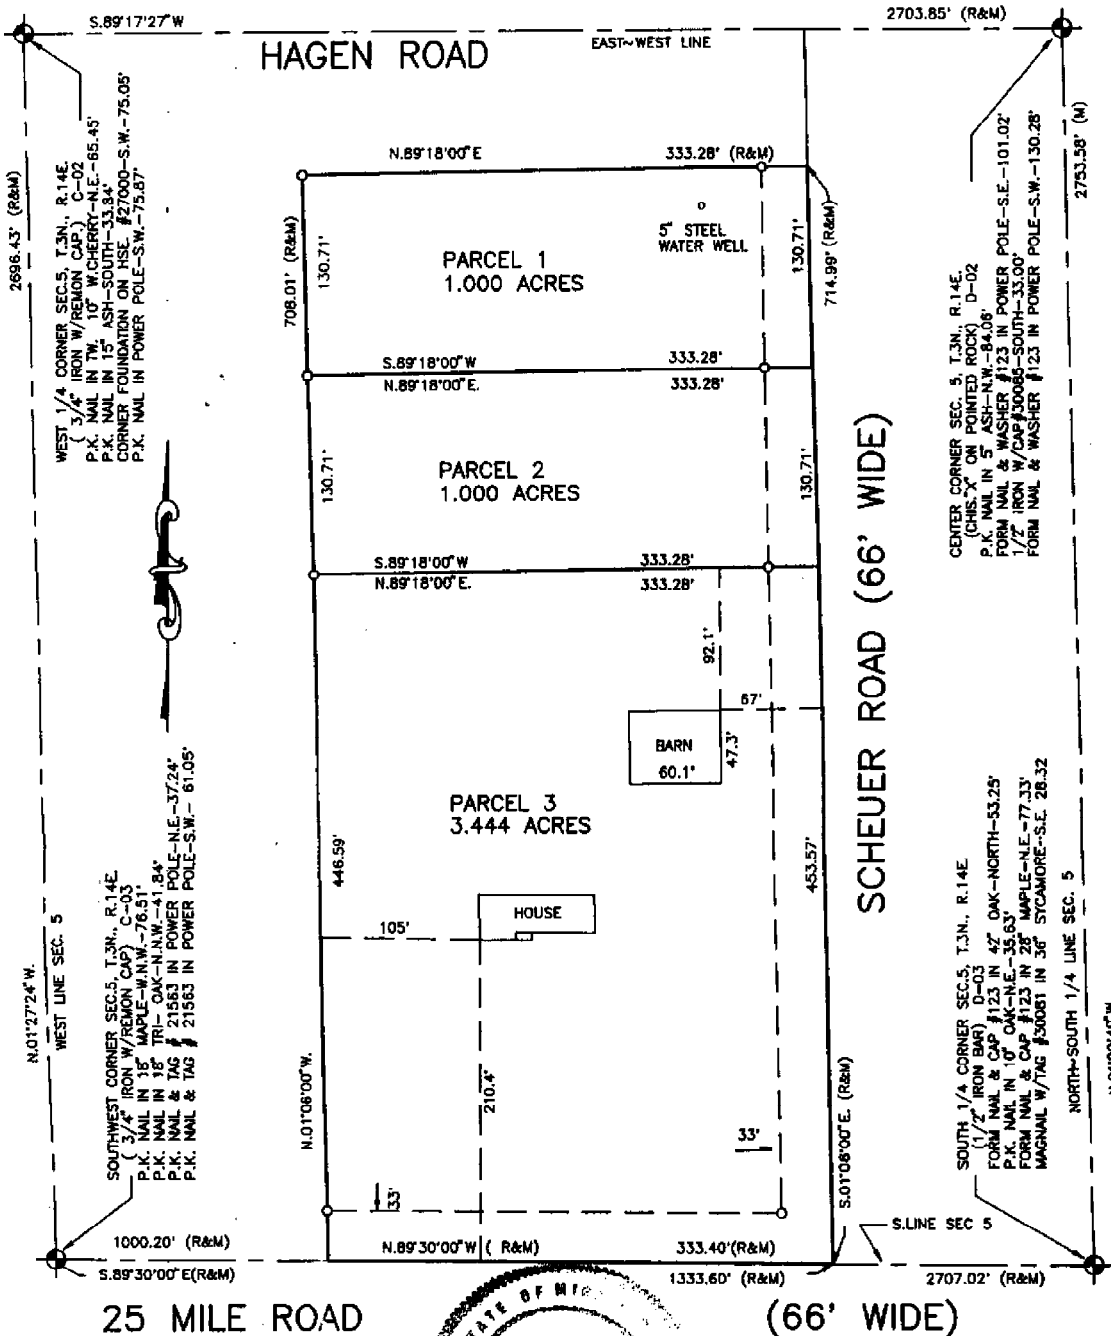 S.89°17'27" W
2703.85' (R&M)
HAGEN ROAD
EAST~WEST LINE
N.89°18'00" E
333.28' (R&M)
2696.43' (R&M)
WEST 1/4 CORNER SEC.5, T.3N., R.14E.
( 3/4" IRON W/REMON CAP.) C-02
P.K. NAIL IN TW. 10" W.CHERRY-N.E.-65.45'
P.K. NAIL IN 15" ASH-SOUTH-33.84'
CORNER FOUNDATION ON HSE. #27000-S.W.-75.05'
P.K. NAIL IN POWER POLE-S.W.-75.87'
708.01' (R&M)
130.71'
5" STEEL
WATER WELL
PARCEL 1
1.000 ACRES
130.71'
714.99' (R&M)
2753.58' (M)
CENTER CORNER SEC. 5, T.3N., R.14E.
(CHIS."X" ON POINTED ROCK) D-02
P.K. NAIL IN 5" ASH-N.W.-84.06'
FORM NAIL & WASHER #123 IN POWER POLE-S.E.-101.02'
1/2" IRON W/CAP#30085-SOUTH-33.00'
FORM NAIL & WASHER #123 IN POWER POLE-S.W.-130.28'
S.89°18'00" W
333.28'
N.89°18'00" E.
333.28'
130.71'
PARCEL 2
1.000 ACRES
130.71'
S.89°18'00" W
333.28'
N.89°18'00" E.
333.28'
SCHEUER ROAD (66' WIDE)
92.1'
67'
BARN
60.1'
47.3'
PARCEL 3
3.444 ACRES
446.59'
453.57'
HOUSE
105'
210.4'
N.01°27'24" W.
WEST LINE SEC. 5
SOUTHWEST CORNER SEC.5, T.3N., R.14E.
( 3/4" IRON W/REMON CAP) C-03
P.K. NAIL IN 18" MAPLE-W.N.W.-76.51'
P.K. NAIL IN 18" TRI- OAK-N.N.W.-41.84'
P.K. NAIL & TAG # 21563 IN POWER POLE-N.E.-37.24'
P.K. NAIL & TAG # 21563 IN POWER POLE-S.W.- 61.05'
N.01°06'00" W.
33'
33'
S.01°06'00" E. (R&M)
SOUTH 1/4 CORNER SEC.5, T.3N., R.14E.
(1/2" IRON BAR) D-03
FORM NAIL & CAP #123 IN 42" OAK-NORTH-53.25'
P.K. NAIL IN 10" OAK-N.E.-35.63'
FORM NAIL & CAP #123 IN 28" MAPLE-N.E.-77.33'
MAGNAIL W/TAG #30081 IN 36" SYCAMORE--S.E. 28.32
NORTH~SOUTH 1/4 LINE SEC. 5
S.LINE SEC 5
1000.20' (R&M)
S.89°30'00" E(R&M)
N.89°30'00" W ( R&M)
333.40'(R&M)
1333.60' (R&M)
2707.02' (R&M)
25 MILE ROAD
(66' WIDE)